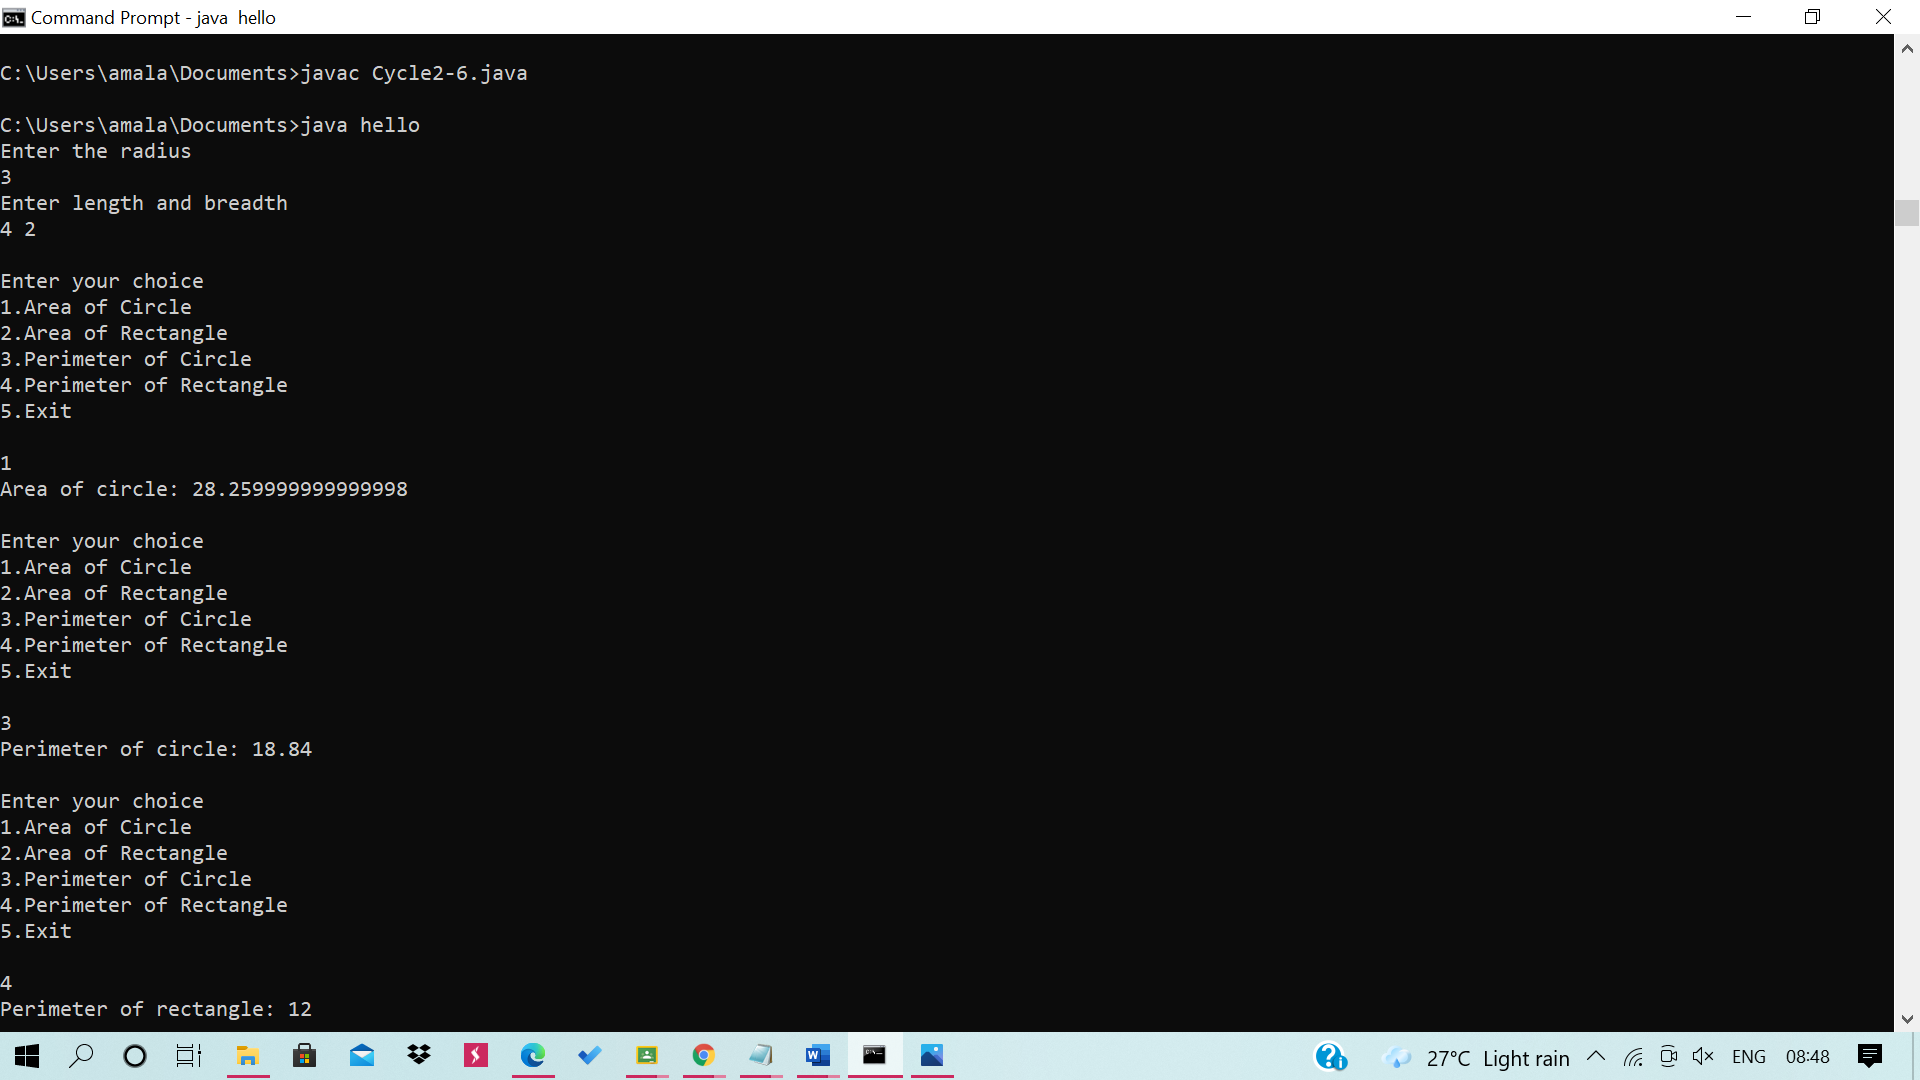 Command Prompt - java  hello
C:\Users\amala\Documents>javac Cycle2-6.java
C:\Users\amala\Documents>java hello
Enter the radius
3
Enter length and breadth
4 2
Enter your choice
1.Area of Circle
2.Area of Rectangle
3.Perimeter of Circle
4.Perimeter of Rectangle
5.Exit
1
Area of circle: 28.259999999999998
Enter your choice
1.Area of Circle
2.Area of Rectangle
3.Perimeter of Circle
4.Perimeter of Rectangle
5.Exit
3
Perimeter of circle: 18.84
Enter your choice
1.Area of Circle
2.Area of Rectangle
3.Perimeter of Circle
4.Perimeter of Rectangle
5.Exit
4
Perimeter of rectangle: 12
27°C Light rain ENG 08:48